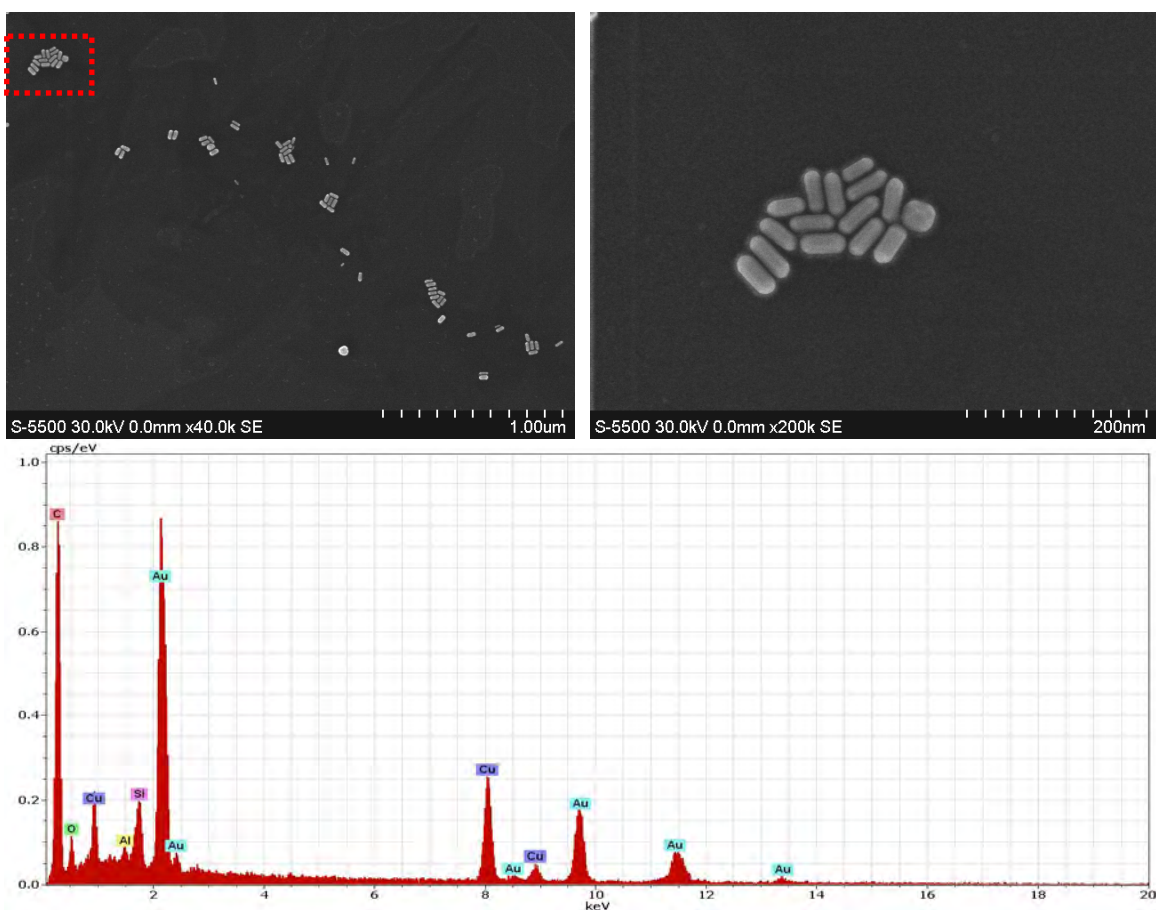 S-5500 30.0kV 0.0mm x40.0k SE 1.00um
S-5500 30.0kV 0.0mm x200k SE 200nm
cps/eV
1.0
0.8
0.6
0.4
0.2
0.0
C
O
Cu
Al
Si
Au
Au
Cu
Au
Cu
Au
Au
Au
2 4 6 8 10 12 14 16 18 20
keV